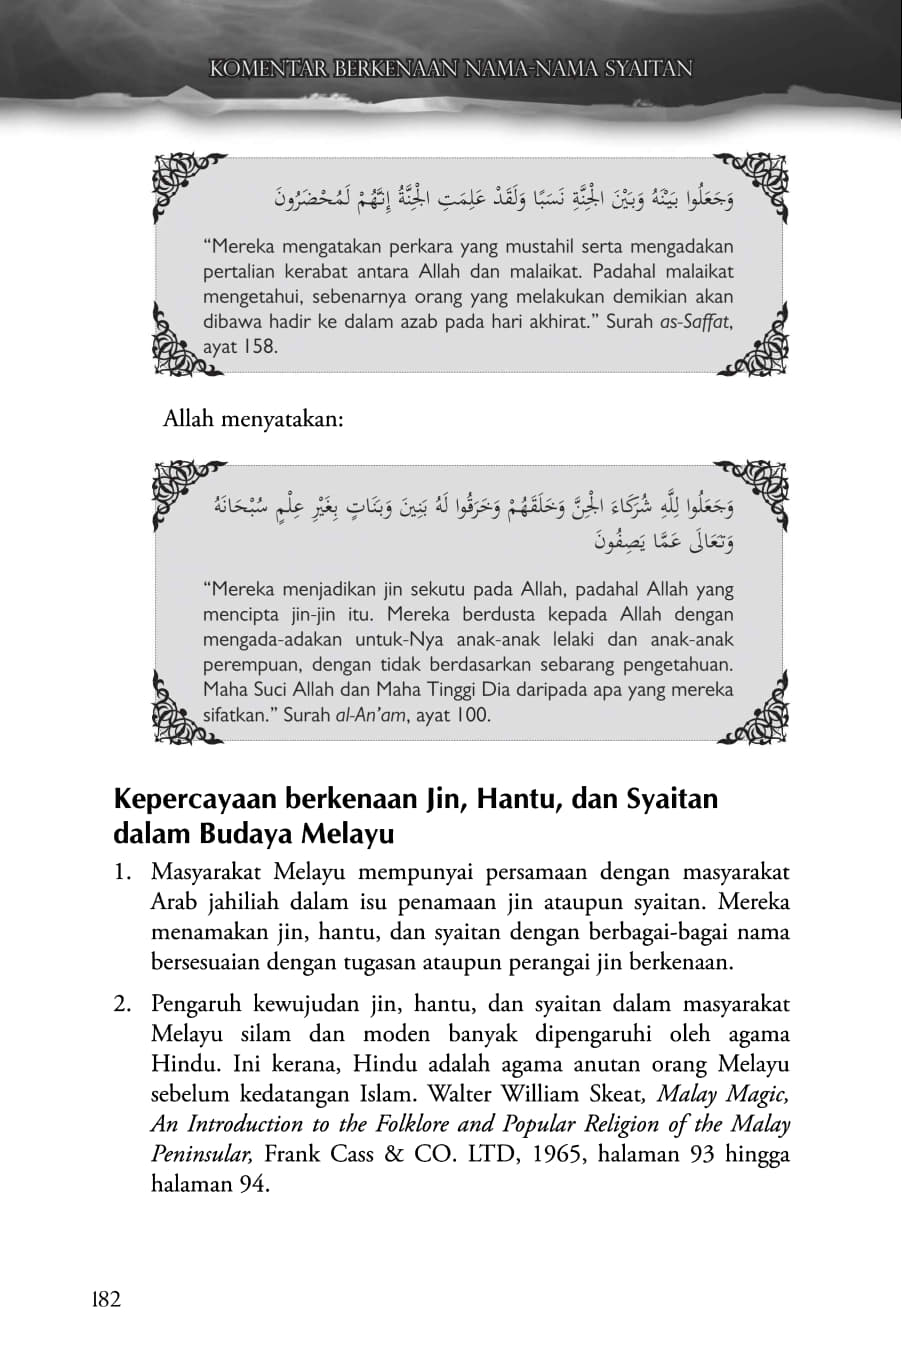 KOMENTAR BERKENAAN NAMA-NAMA SYAITAN
وَجَعَلُوا بَيْنَهُ وَبَيْنَ الْجِنَّةِ نَسَبًا وَلَقَدْ عَلِمَتِ الْجِنَّةُ إِنَّهُمْ لَمُحْضَرُونَ
“Mereka mengatakan perkara yang mustahil serta mengadakan
pertalian kerabat antara Allah dan malaikat. Padahal malaikat
mengetahui, sebenarnya orang yang melakukan demikian akan
dibawa hadir ke dalam azab pada hari akhirat.” Surah as-Saffat,
ayat 158.
Allah menyatakan:
وَجَعَلُوا لِلَّهِ شُرَكَاءَ الْجِنَّ وَخَلَقَهُمْ وَخَرَقُوا لَهُ بَنِينَ وَبَنَاتٍ بِغَيْرِ عِلْمٍ سُبْحَانَهُ
وَتَعَالَى عَمَّا يَصِفُونَ
“Mereka menjadikan jin sekutu pada Allah, padahal Allah yang
mencipta jin-jin itu. Mereka berdusta kepada Allah dengan
mengada-adakan untuk-Nya anak-anak lelaki dan anak-anak
perempuan, dengan tidak berdasarkan sebarang pengetahuan.
Maha Suci Allah dan Maha Tinggi Dia daripada apa yang mereka
sifatkan.” Surah al-An’am, ayat 100.
Kepercayaan berkenaan Jin, Hantu, dan Syaitan
dalam Budaya Melayu
1. Masyarakat Melayu mempunyai persamaan dengan masyarakat
Arab jahiliah dalam isu penamaan jin ataupun syaitan. Mereka
menamakan jin, hantu, dan syaitan dengan berbagai-bagai nama
bersesuaian dengan tugasan ataupun perangai jin berkenaan.
2. Pengaruh kewujudan jin, hantu, dan syaitan dalam masyarakat
Melayu silam dan moden banyak dipengaruhi oleh agama
Hindu. Ini kerana, Hindu adalah agama anutan orang Melayu
sebelum kedatangan Islam. Walter William Skeat, Malay Magic,
An Introduction to the Folklore and Popular Religion of the Malay
Peninsular, Frank Cass & CO. LTD, 1965, halaman 93 hingga
halaman 94.
182